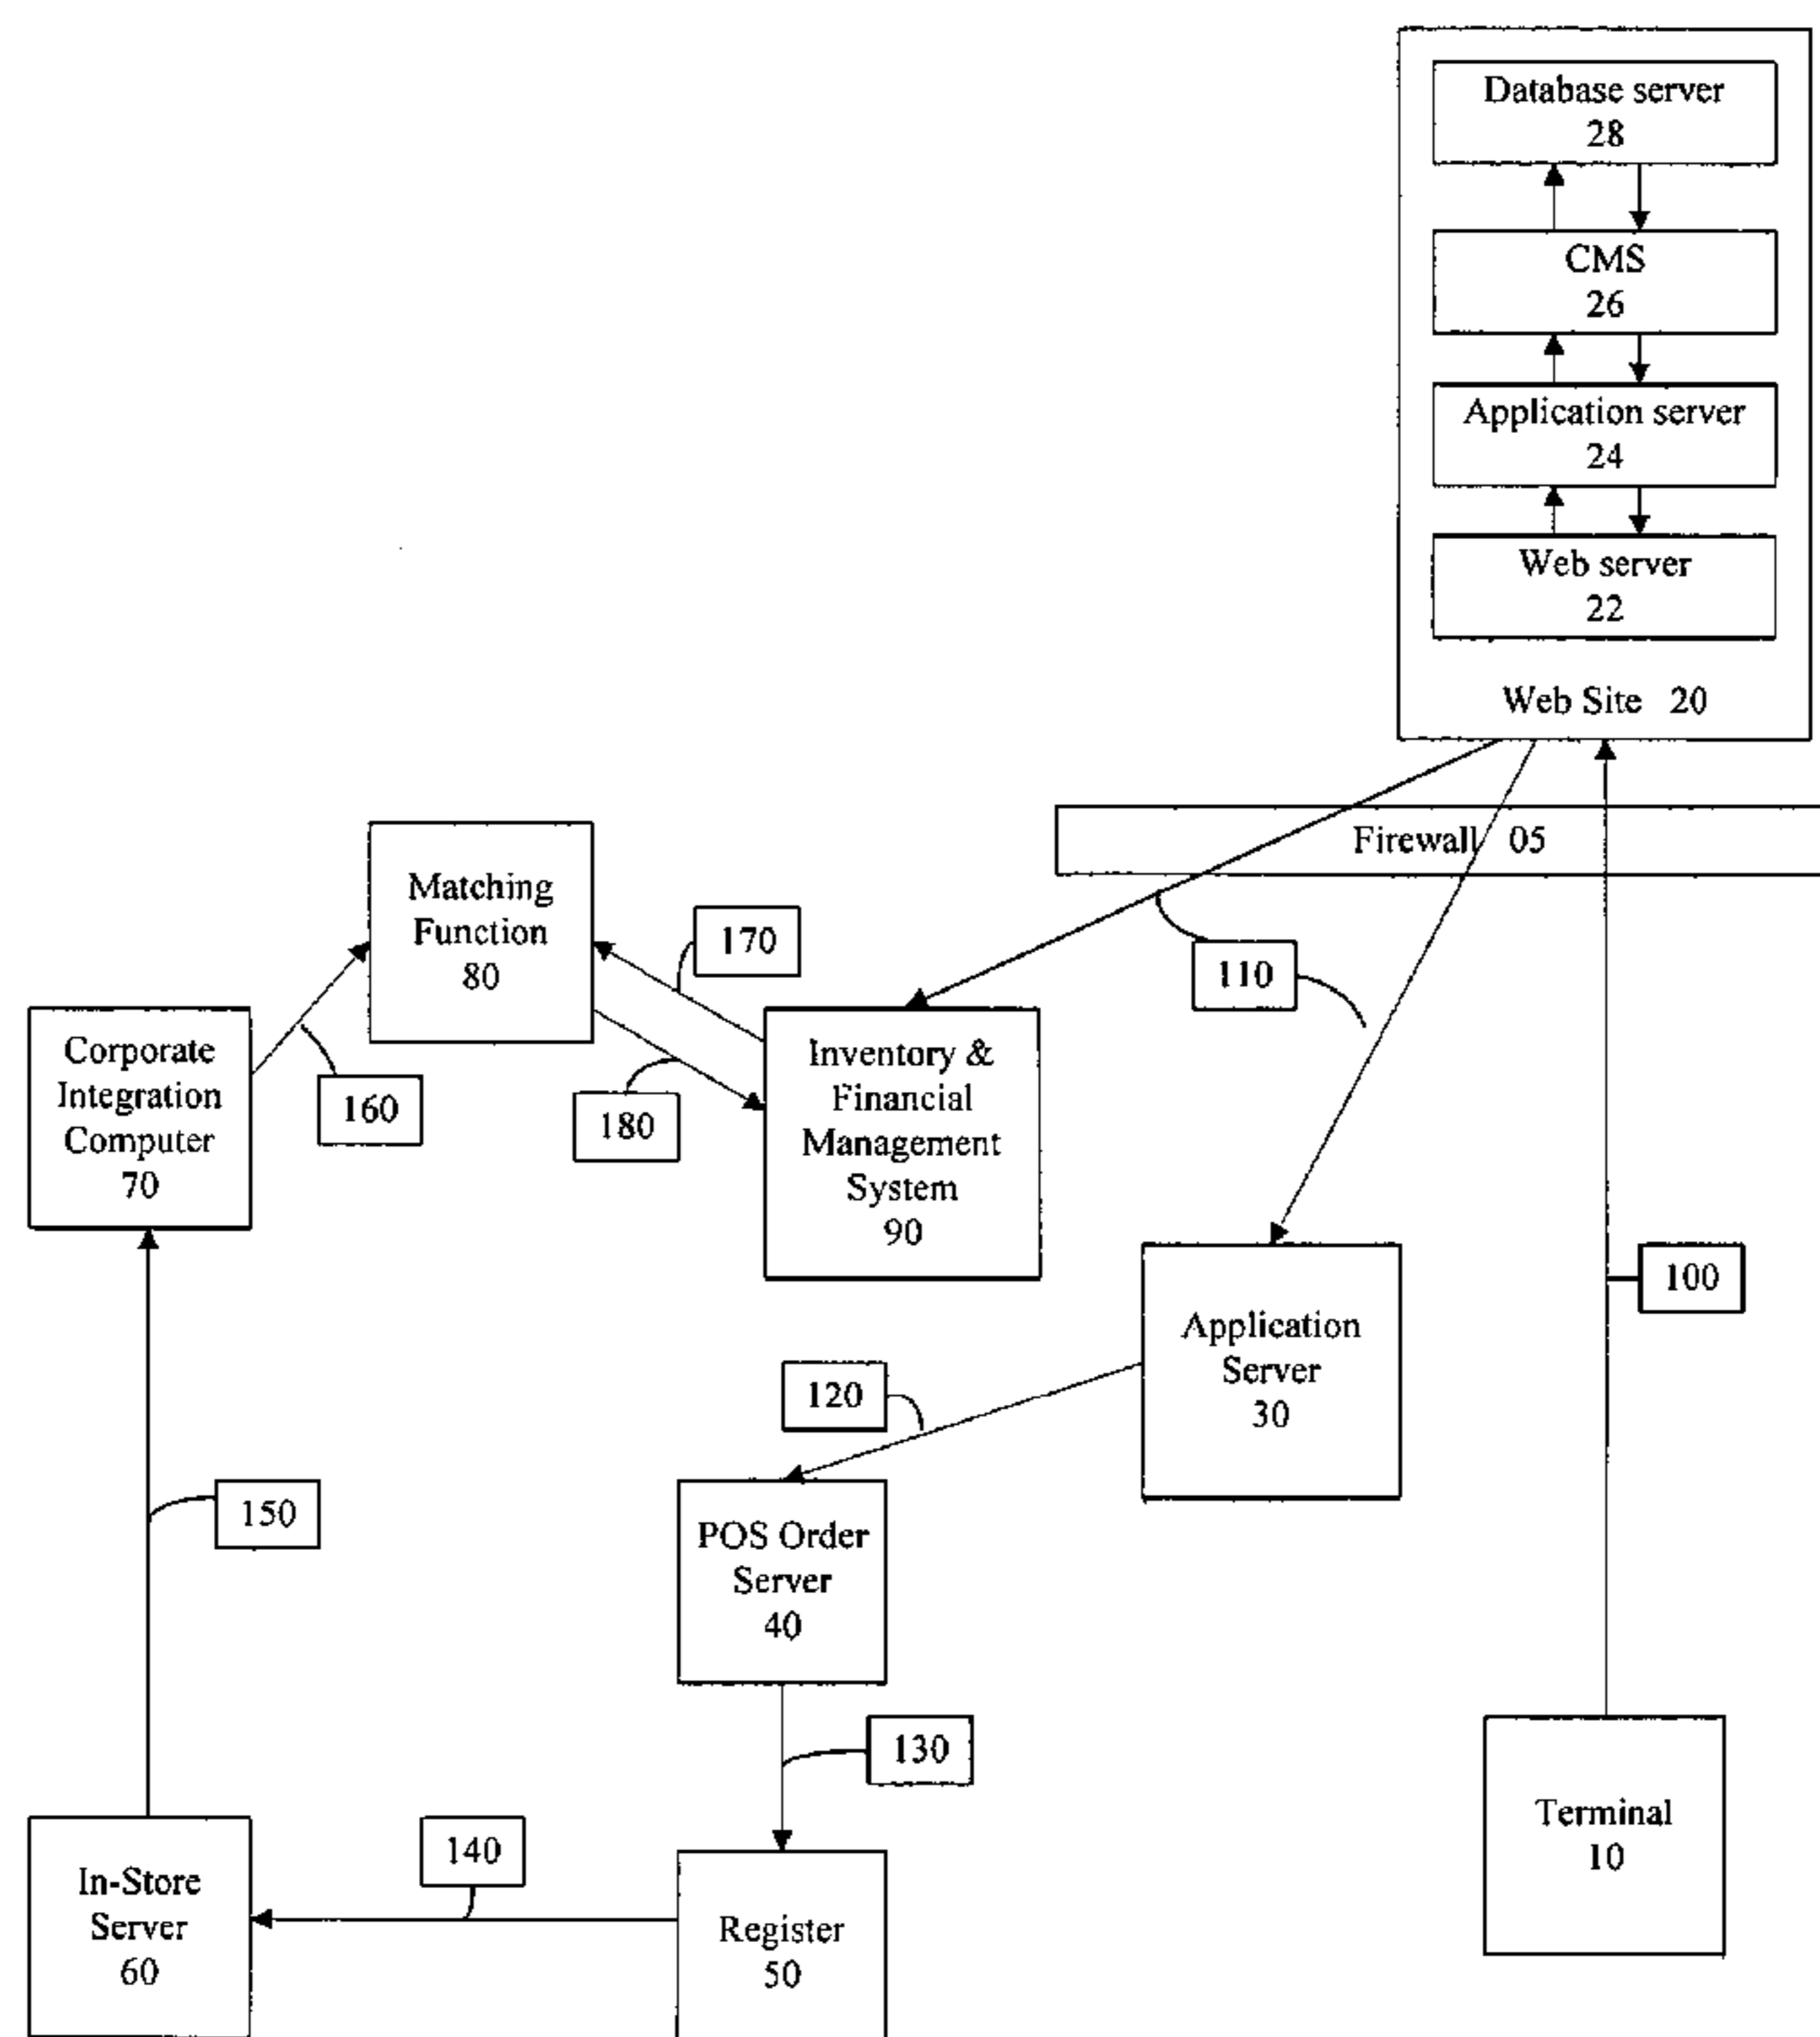 Database server
28
CMS
26
Application server
24
Web server
22
Web Site 20
Firewall 05
Matching
Function
80
170
110
Corporate
Integration
Computer
70
160
180
Inventory &
Financial
Management
System
90
100
Application
Server
30
120
150
POS Order
Server
40
130
Terminal
10
140
In-Store
Server
60
Register
50